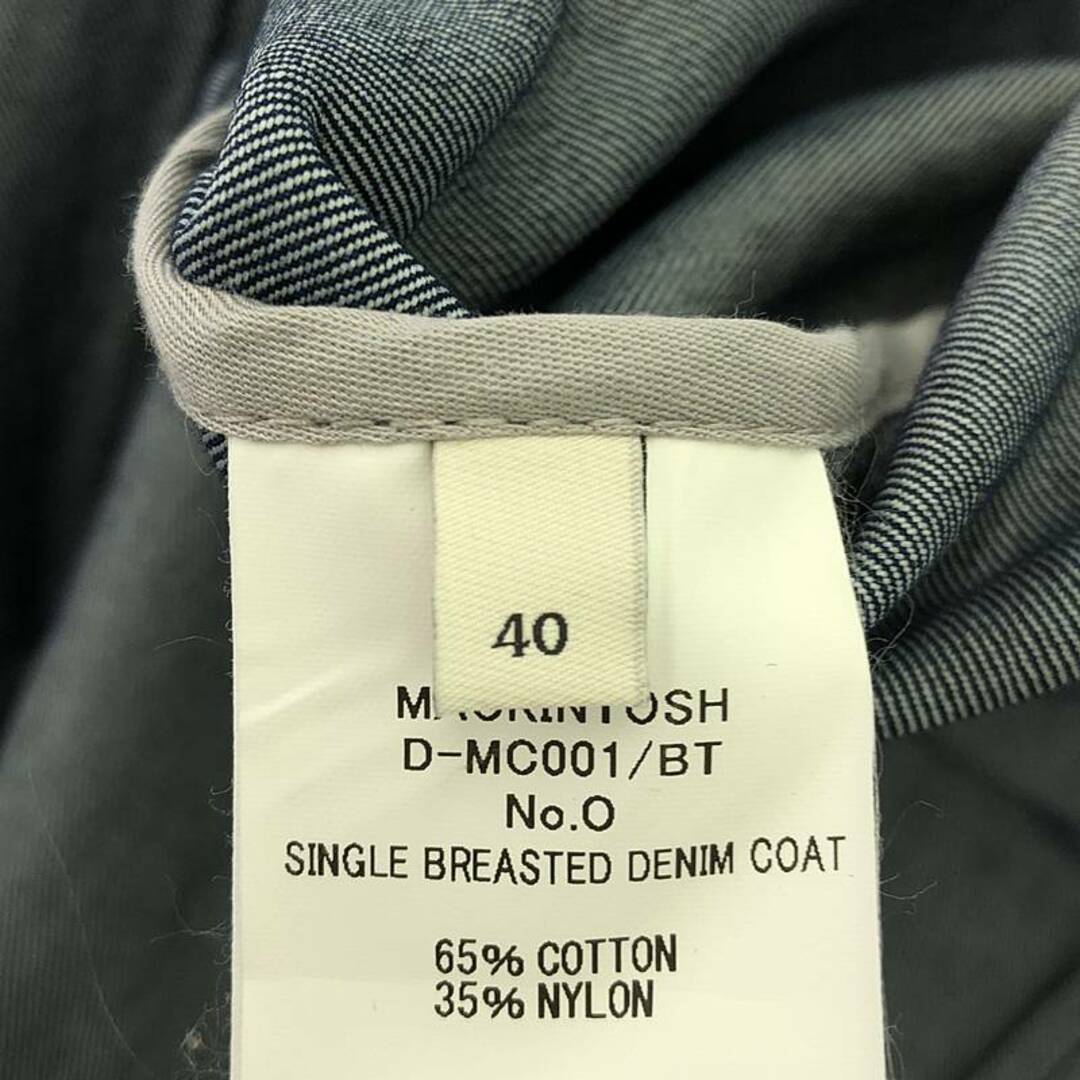 40
MACKINTOSH
D-MC001/BT
No.O
SINGLE BREASTED DENIM COAT
65% COTTON
35% NYLON